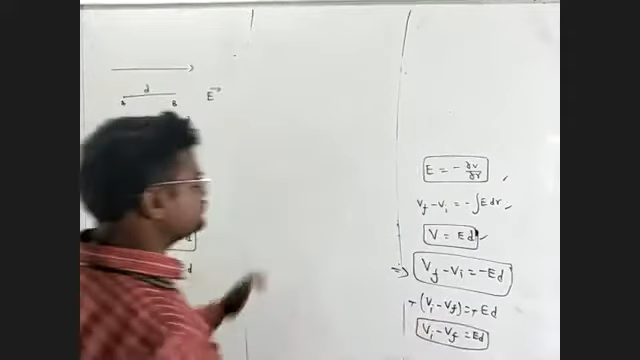 d
A B
E⃗
d
d
E = - ∂v/∂r
V_f - V_i = - ∫E dr
V = Ed
⇒ V_f - V_i = -Ed
+(V_i - V_f) = +Ed
V_i - V_f = Ed